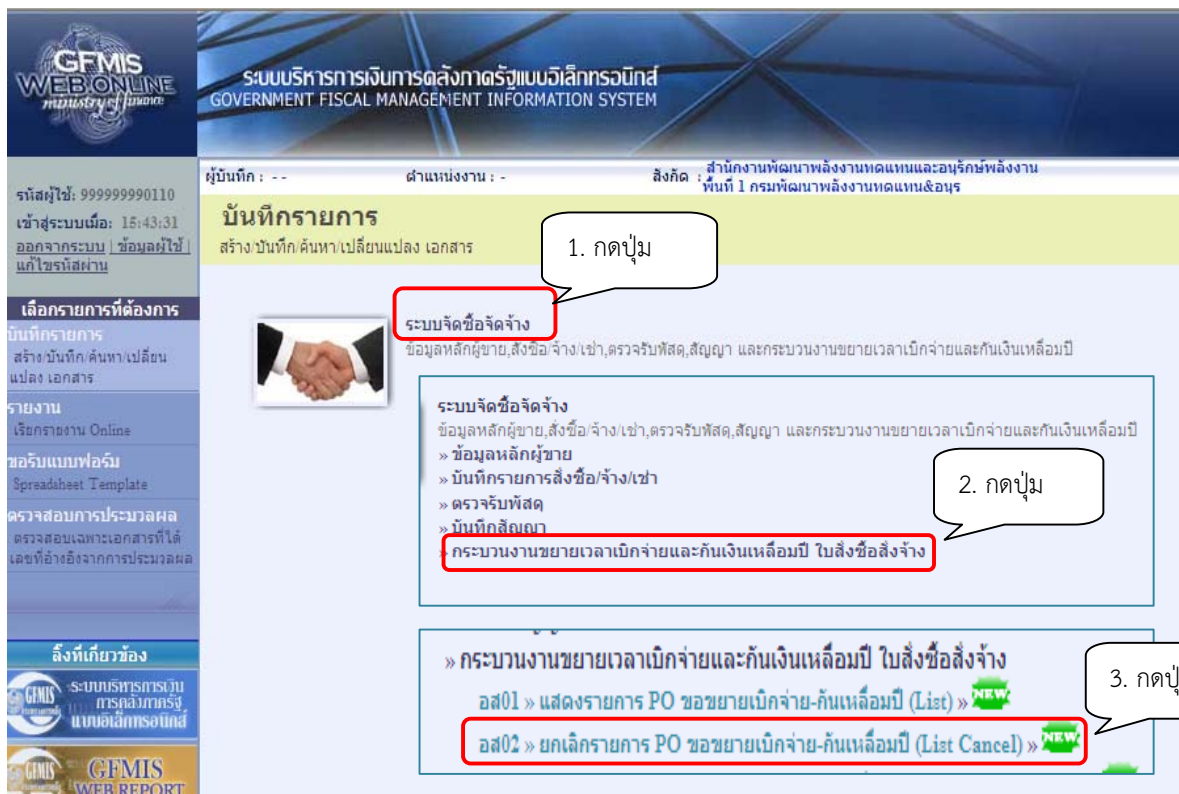 GFMIS
WEB ONLINE
ministry of finance
ระบบบริหารการเงินการคลังภาครัฐแบบอิเล็กทรอนิกส์
GOVERNMENT FISCAL MANAGEMENT INFORMATION SYSTEM
ผู้บันทึก : - - ตำแหน่งงาน : - สังกัด : สำนักงานพัฒนาพลังงานทดแทนและอนุรักษ์พลังงาน
พื้นที่ 1 กรมพัฒนาพลังงานทดแทน&อนุร
รหัสผู้ใช้: 999999990110
เข้าสู่ระบบเมื่อ: 15:43:31
ออกจากระบบ | ข้อมูลผู้ใช้ |
แก้ไขรหัสผ่าน
บันทึกรายการ
สร้าง/บันทึก/ค้นหา/เปลี่ยนแปลง เอกสาร
1. กดปุ่ม
เลือกรายการที่ต้องการ
บันทึกรายการ
สร้าง/บันทึก/ค้นหา/เปลี่ยน
แปลง เอกสาร
รายงาน
เรียกรายงาน Online
ขอรับแบบฟอร์ม
Spreadsheet Template
ตรวจสอบการประมวลผล
ตรวจสอบเฉพาะเอกสารที่ได้
เลขที่อ้างอิงจากการประมวลผล
ระบบจัดซื้อจัดจ้าง
ข้อมูลหลักผู้ขาย,สั่งซื้อ/จ้าง/เช่า,ตรวจรับพัสดุ,สัญญา และกระบวนงานขยายเวลาเบิกจ่ายและกันเงินเหลื่อมปี
ระบบจัดซื้อจัดจ้าง
ข้อมูลหลักผู้ขาย,สั่งซื้อ/จ้าง/เช่า,ตรวจรับพัสดุ,สัญญา และกระบวนงานขยายเวลาเบิกจ่ายและกันเงินเหลื่อมปี
» ข้อมูลหลักผู้ขาย
» บันทึกรายการสั่งซื้อ/จ้าง/เช่า
» ตรวจรับพัสดุ
» บันทึกสัญญา
» กระบวนงานขยายเวลาเบิกจ่ายและกันเงินเหลื่อมปี ใบสั่งซื้อสั่งจ้าง
2. กดปุ่ม
» กระบวนงานขยายเวลาเบิกจ่ายและกันเงินเหลื่อมปี ใบสั่งซื้อสั่งจ้าง
อส01 » แสดงรายการ PO ขอขยายเบิกจ่าย-กันเหลื่อมปี (List) » NEW
อส02 » ยกเลิกรายการ PO ขอขยายเบิกจ่าย-กันเหลื่อมปี (List Cancel) » NEW
3. กดปุ่
ลิ้งที่เกี่ยวข้อง
GFMIS
ระบบบริหารการเงิน
การคลังภาครัฐ
แบบอิเล็กทรอนิกส์
GFMIS
GFMIS
WEB REPORT